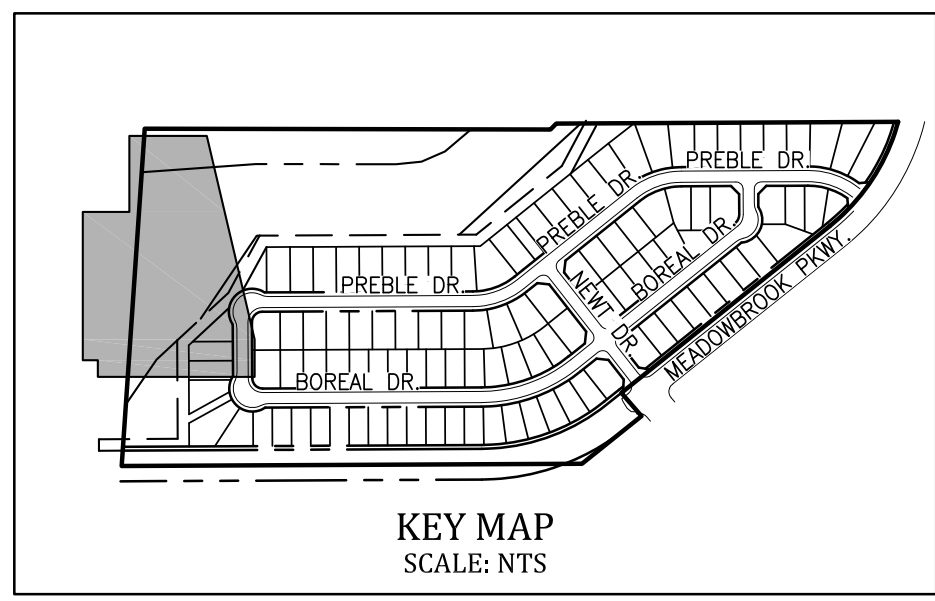 PREBLE DR.
PREBLE DR.
BOREAL DR.
PREBLE DR.
NEWT DR.
MEADOWBROOK PKWY.
BOREAL DR.
KEY MAP
SCALE: NTS